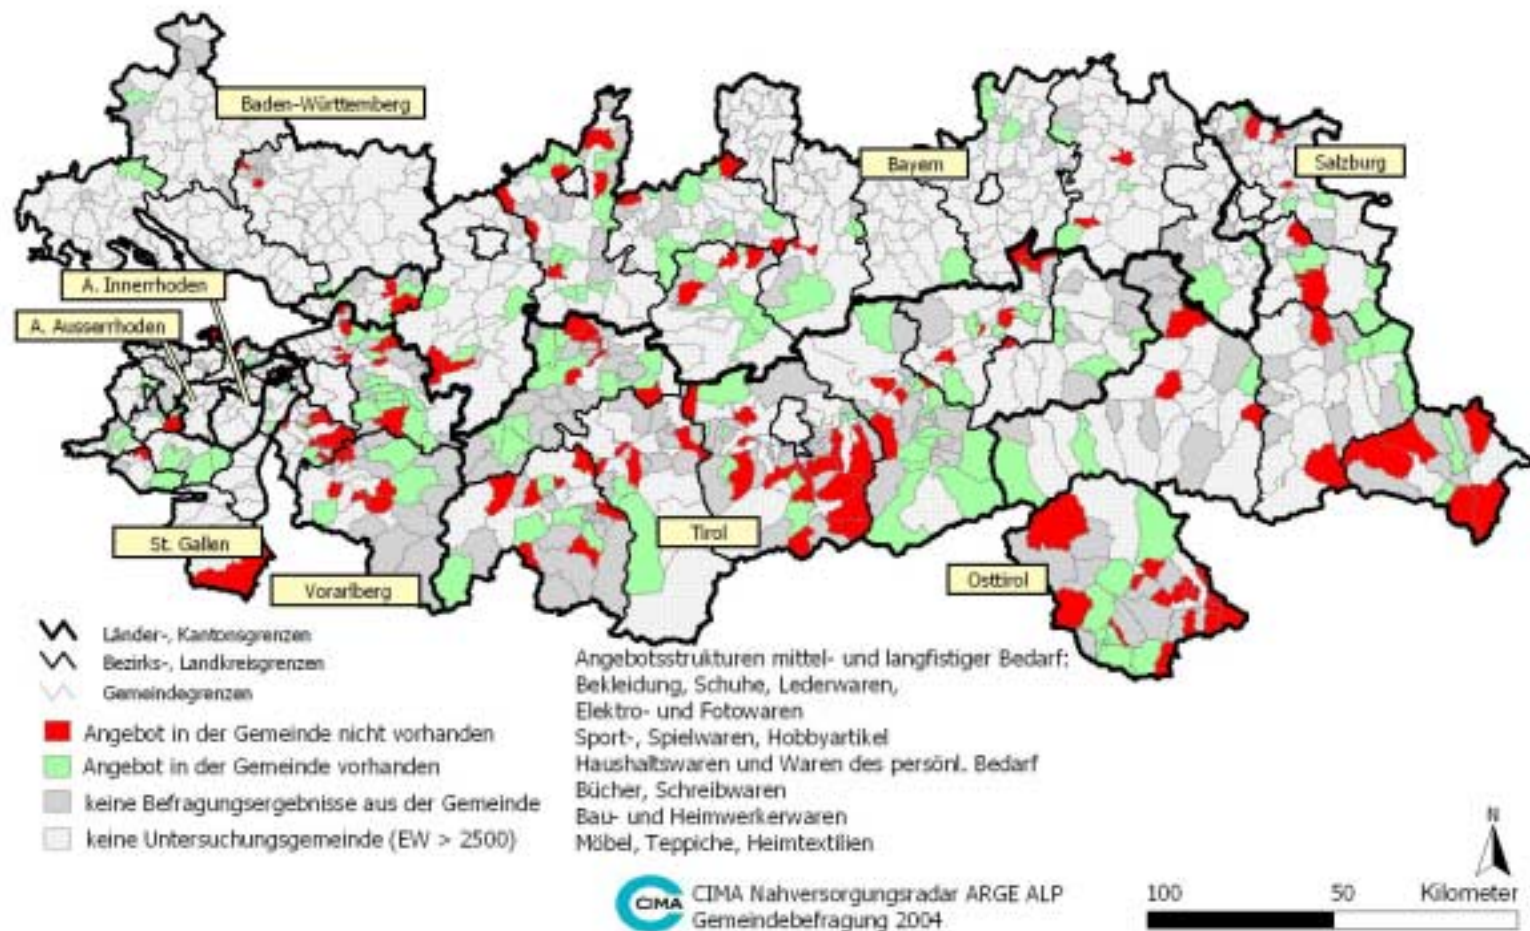 Baden-Württemberg
Bayern
Salzburg
A. Innerrhoden
A. Ausserrhoden
St. Gallen
Tirol
Vorarlberg
Osttirol
Länder-, Kantonsgrenzen
Bezirks-, Landkreisgrenzen
Gemeindegrenzen
Angebot in der Gemeinde nicht vorhanden
Angebot in der Gemeinde vorhanden
keine Befragungsergebnisse aus der Gemeinde
keine Untersuchungsgemeinde (EW > 2500)
Angebotsstrukturen mittel- und langfistiger Bedarf:
Bekleidung, Schuhe, Lederwaren,
Elektro- und Fotowaren
Sport-, Spielwaren, Hobbyartikel
Haushaltswaren und Waren des persönl. Bedarf
Bücher, Schreibwaren
Bau- und Heimwerkerwaren
Möbel, Teppiche, Heimtextilien
CIMA
CIMA Nahversorgungsradar ARGE ALP
Gemeindebefragung 2004
N
100 50 Kilometer